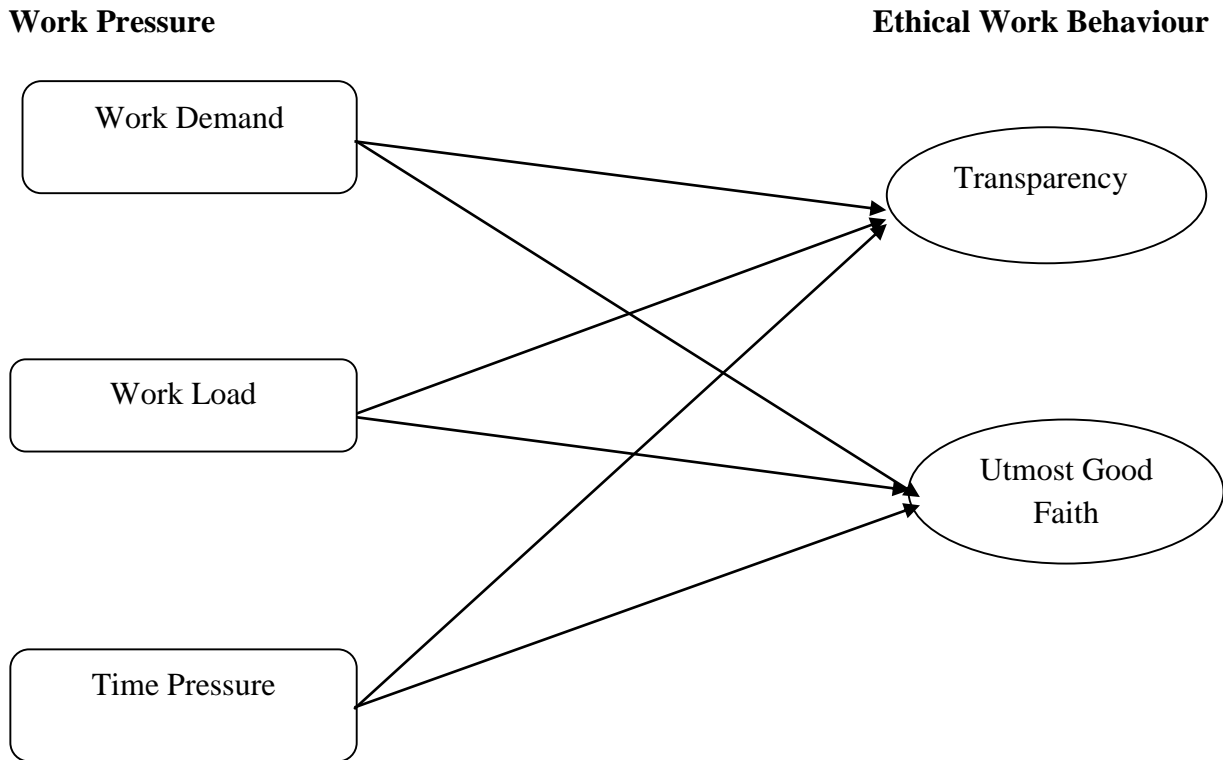 Work Pressure
Ethical Work Behaviour
Work Demand
Transparency
Work Load
Utmost Good
Faith
Time Pressure